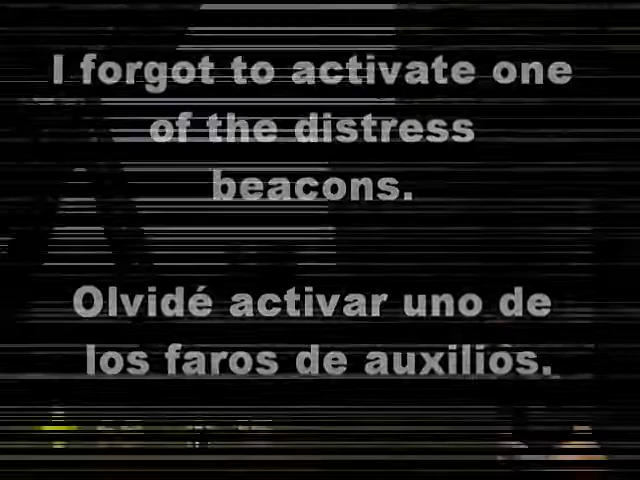 I forgot to activate one
of the distress
beacons.
Olvidé activar uno de
los faros de auxilios.